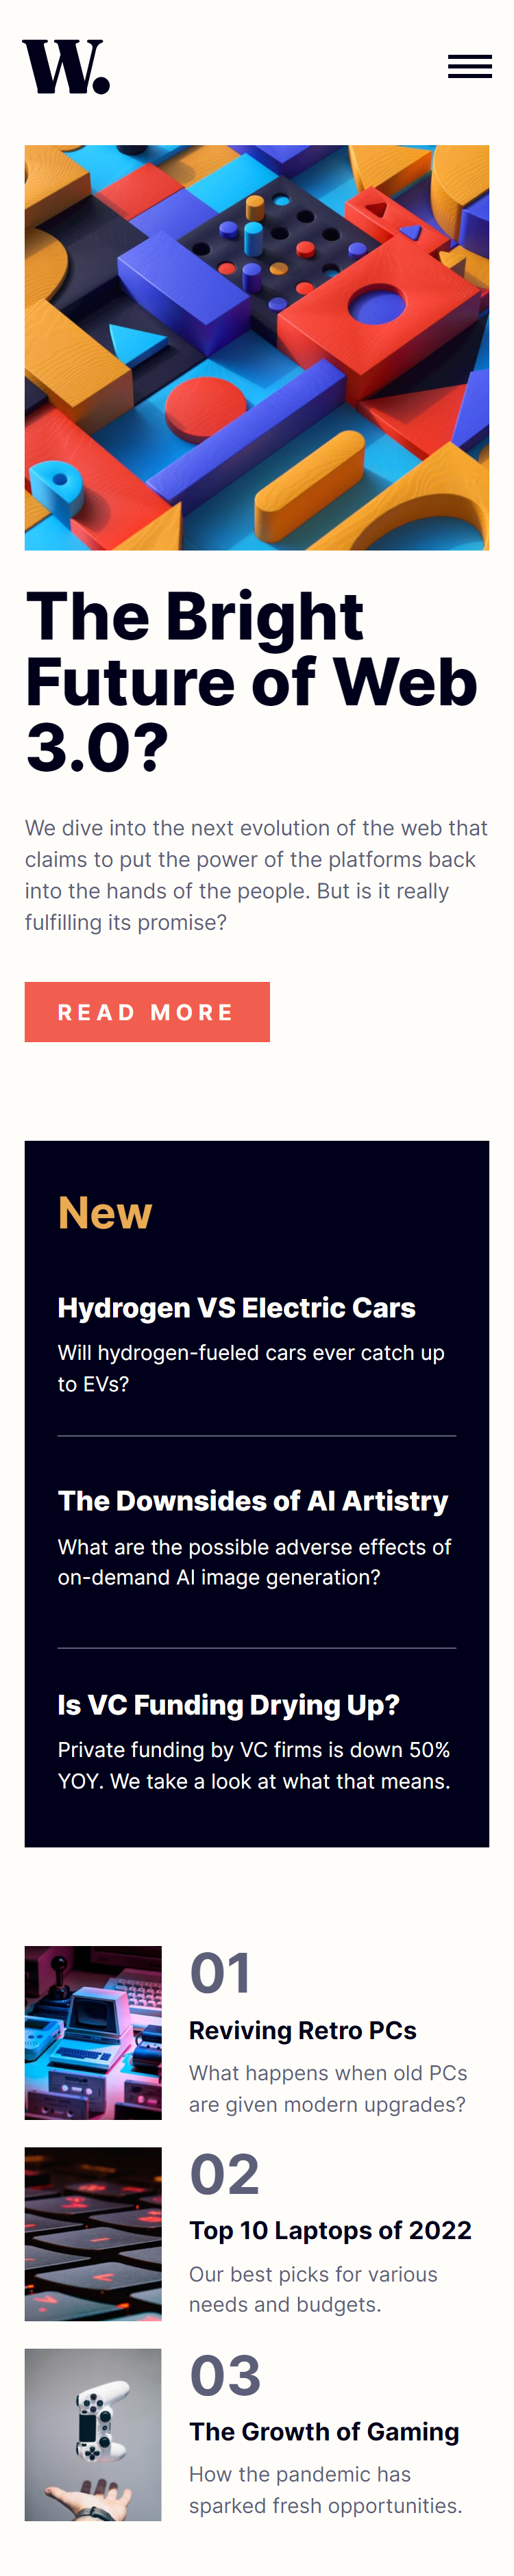 W.
The Bright
Future of Web
3.0?
We dive into the next evolution of the web that
claims to put the power of the platforms back
into the hands of the people. But is it really
fulfilling its promise?
READ MORE
New
Hydrogen VS Electric Cars
Will hydrogen-fueled cars ever catch up
to EVs?
The Downsides of AI Artistry
What are the possible adverse effects of
on-demand AI image generation?
Is VC Funding Drying Up?
Private funding by VC firms is down 50%
YOY. We take a look at what that means.
01
Reviving Retro PCs
What happens when old PCs
are given modern upgrades?
02
Top 10 Laptops of 2022
Our best picks for various
needs and budgets.
03
The Growth of Gaming
How the pandemic has
sparked fresh opportunities.